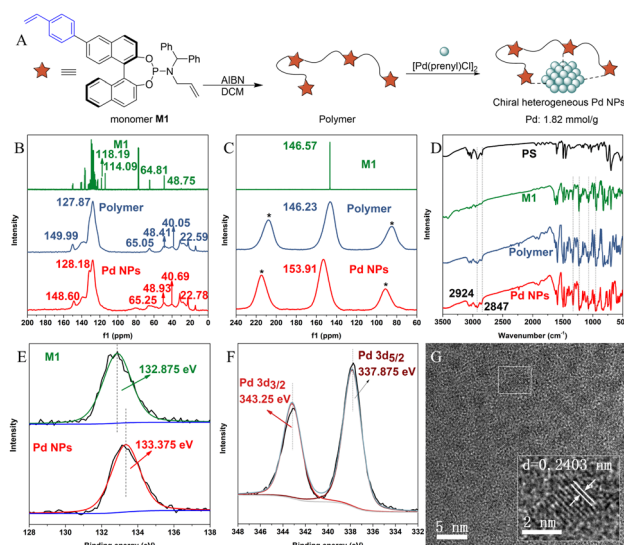 A
Ph
Ph
O
P-N
O
monomer M1
AIBN
DCM
Polymer
[Pd(prenyl)Cl]2
Chiral heterogeneous Pd NPs
Pd: 1.82 mmol/g
B
M1
118.19
114.09
64.81
48.75
127.87
Polymer
149.99
65.05
48.41
40.05
22.59
128.18
Pd NPs
148.60
65.25
48.93
40.69
22.78
Intensity
200 180 160 140 120 100 80 60 40 20 0
f1 (ppm)
C
146.57
M1
146.23
Polymer
*
*
153.91
Pd NPs
*
*
Intensity
240 220 200 180 160 140 120 100 80 60
f1 (ppm)
D
PS
M1
Polymer
Pd NPs
2924
2847
Intensity
3500 3000 2500 2000 1500 1000 500
Wavenumber (cm-1)
E
M1
132.875 eV
Pd NPs
133.375 eV
Intensity
128 130 132 134 136 138
Binding energy (eV)
F
Pd 3d5/2
337.875 eV
Pd 3d3/2
343.25 eV
Intensity
348 346 344 342 340 338 336 334 332
Binding energy (eV)
G
d=0.2403 nm
5 nm
2 nm